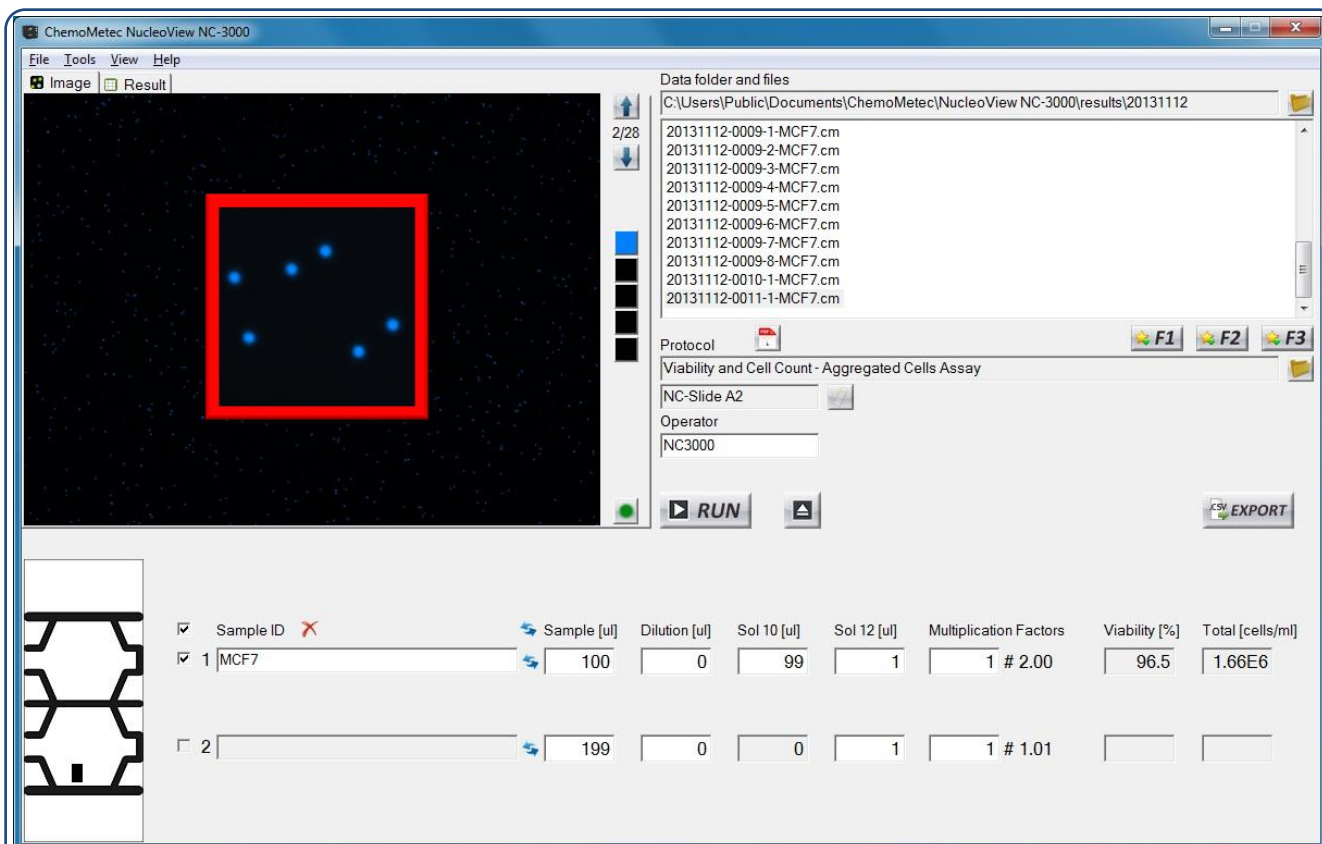 ChemoMetec NucleoView NC-3000
File Tools View Help
Image Result
2/28
Data folder and files
C:\Users\Public\Documents\ChemoMetec\NucleoView NC-3000\results\20131112
20131112-0009-1-MCF7.cm
20131112-0009-2-MCF7.cm
20131112-0009-3-MCF7.cm
20131112-0009-4-MCF7.cm
20131112-0009-5-MCF7.cm
20131112-0009-6-MCF7.cm
20131112-0009-7-MCF7.cm
20131112-0009-8-MCF7.cm
20131112-0010-1-MCF7.cm
20131112-0011-1-MCF7.cm
Protocol F1 F2 F3
Viability and Cell Count - Aggregated Cells Assay
NC-Slide A2
Operator
NC3000
RUN CSV EXPORT
Sample ID Sample [ul] Dilution [ul] Sol 10 [ul] Sol 12 [ul] Multiplication Factors Viability [%] Total [cells/ml]
1 MCF7 100 0 99 1 1 # 2.00 96.5 1.66E6
2 199 0 0 1 1 # 1.01